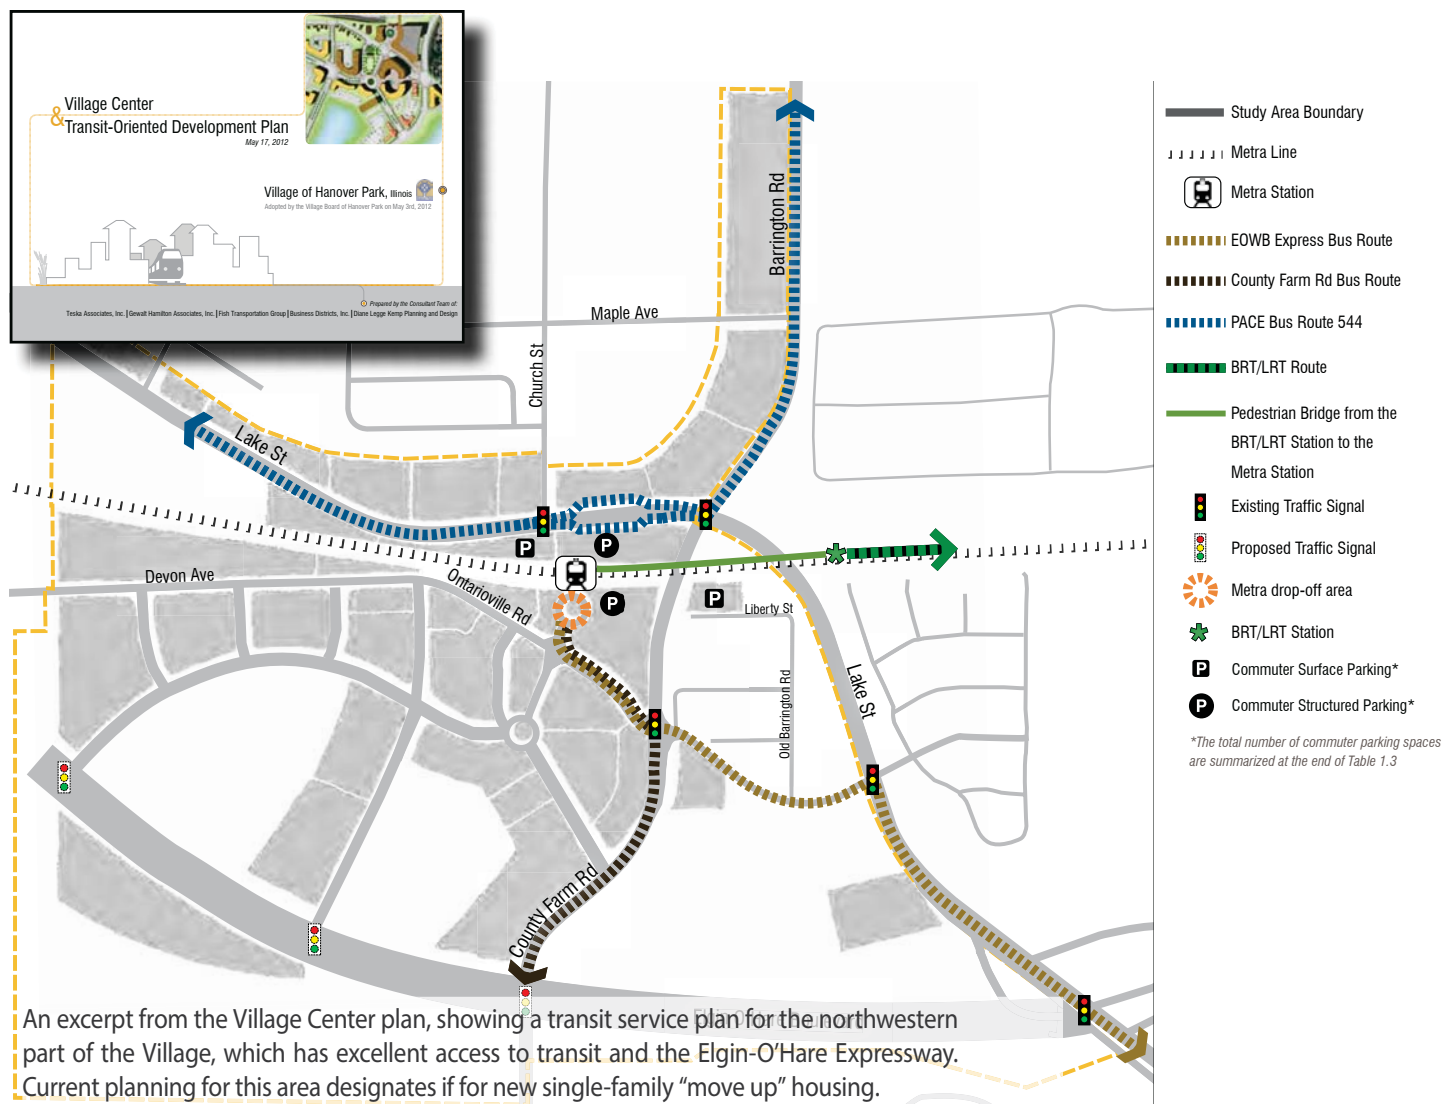 Village Center
&
Transit-Oriented Development Plan
May 17, 2012
Village of Hanover Park, Illinois
Adopted by the Village Board of Hanover Park on May 3rd, 2012
Prepared by the Consultant Team of:
Teska Associates, Inc. | Gewalt Hamilton Associates, Inc. | Fish Transportation Group | Business Districts, Inc. | Diane Legge Kemp Planning and Design
Barrington Rd
Maple Ave
Church St
Lake St
P
P
Devon Ave
Ontarioville Rd
P
P
Liberty St
Old Barrington Rd
Lake St
County Farm Rd
Elgin O'Hare Boulevard
Study Area Boundary
Metra Line
Metra Station
EOWB Express Bus Route
County Farm Rd Bus Route
PACE Bus Route 544
BRT/LRT Route
Pedestrian Bridge from the
BRT/LRT Station to the
Metra Station
Existing Traffic Signal
Proposed Traffic Signal
Metra drop-off area
BRT/LRT Station
P Commuter Surface Parking*
P Commuter Structured Parking*
*The total number of commuter parking spaces
are summarized at the end of Table 1.3
An excerpt from the Village Center plan, showing a transit service plan for the northwestern
part of the Village, which has excellent access to transit and the Elgin-O'Hare Expressway.
Current planning for this area designates if for new single-family "move up" housing.